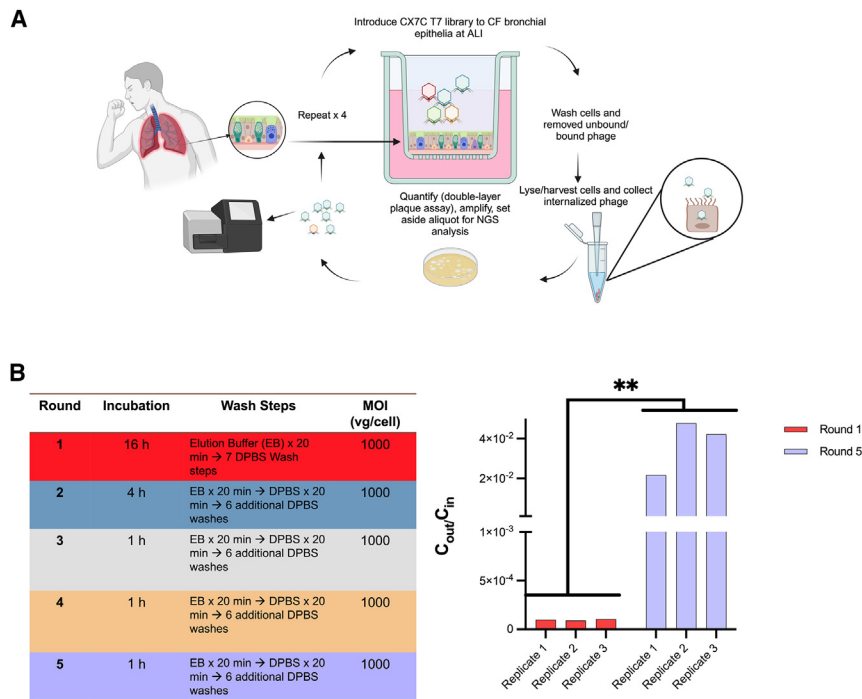 A
Introduce CX7C T7 library to CF bronchial
epithelia at ALI
Repeat x 4
Wash cells and
removed unbound/
bound phage
Lyse/harvest cells and collect
internalized phage
Quantify (double-layer
plaque assay), amplify, set
aside aliquot for NGS
analysis
B
Round Incubation Wash Steps MOI
(vg/cell)
1 16 h Elution Buffer (EB) x 20 1000
min → 7 DPBS Wash
steps
2 4 h EB x 20 min → DPBS x 20 1000
min → 6 additional DPBS
washes
3 1 h EB x 20 min → DPBS x 20 1000
min → 6 additional DPBS
washes
4 1 h EB x 20 min → DPBS x 20 1000
min → 6 additional DPBS
washes
5 1 h EB x 20 min → DPBS x 20 1000
min → 6 additional DPBS
washes
**
Cout/Cin
4×10⁻²
2×10⁻²
1×10⁻³
5×10⁻⁴
0
Replicate 1
Replicate 2
Replicate 3
Replicate 1
Replicate 2
Replicate 3
Round 1
Round 5